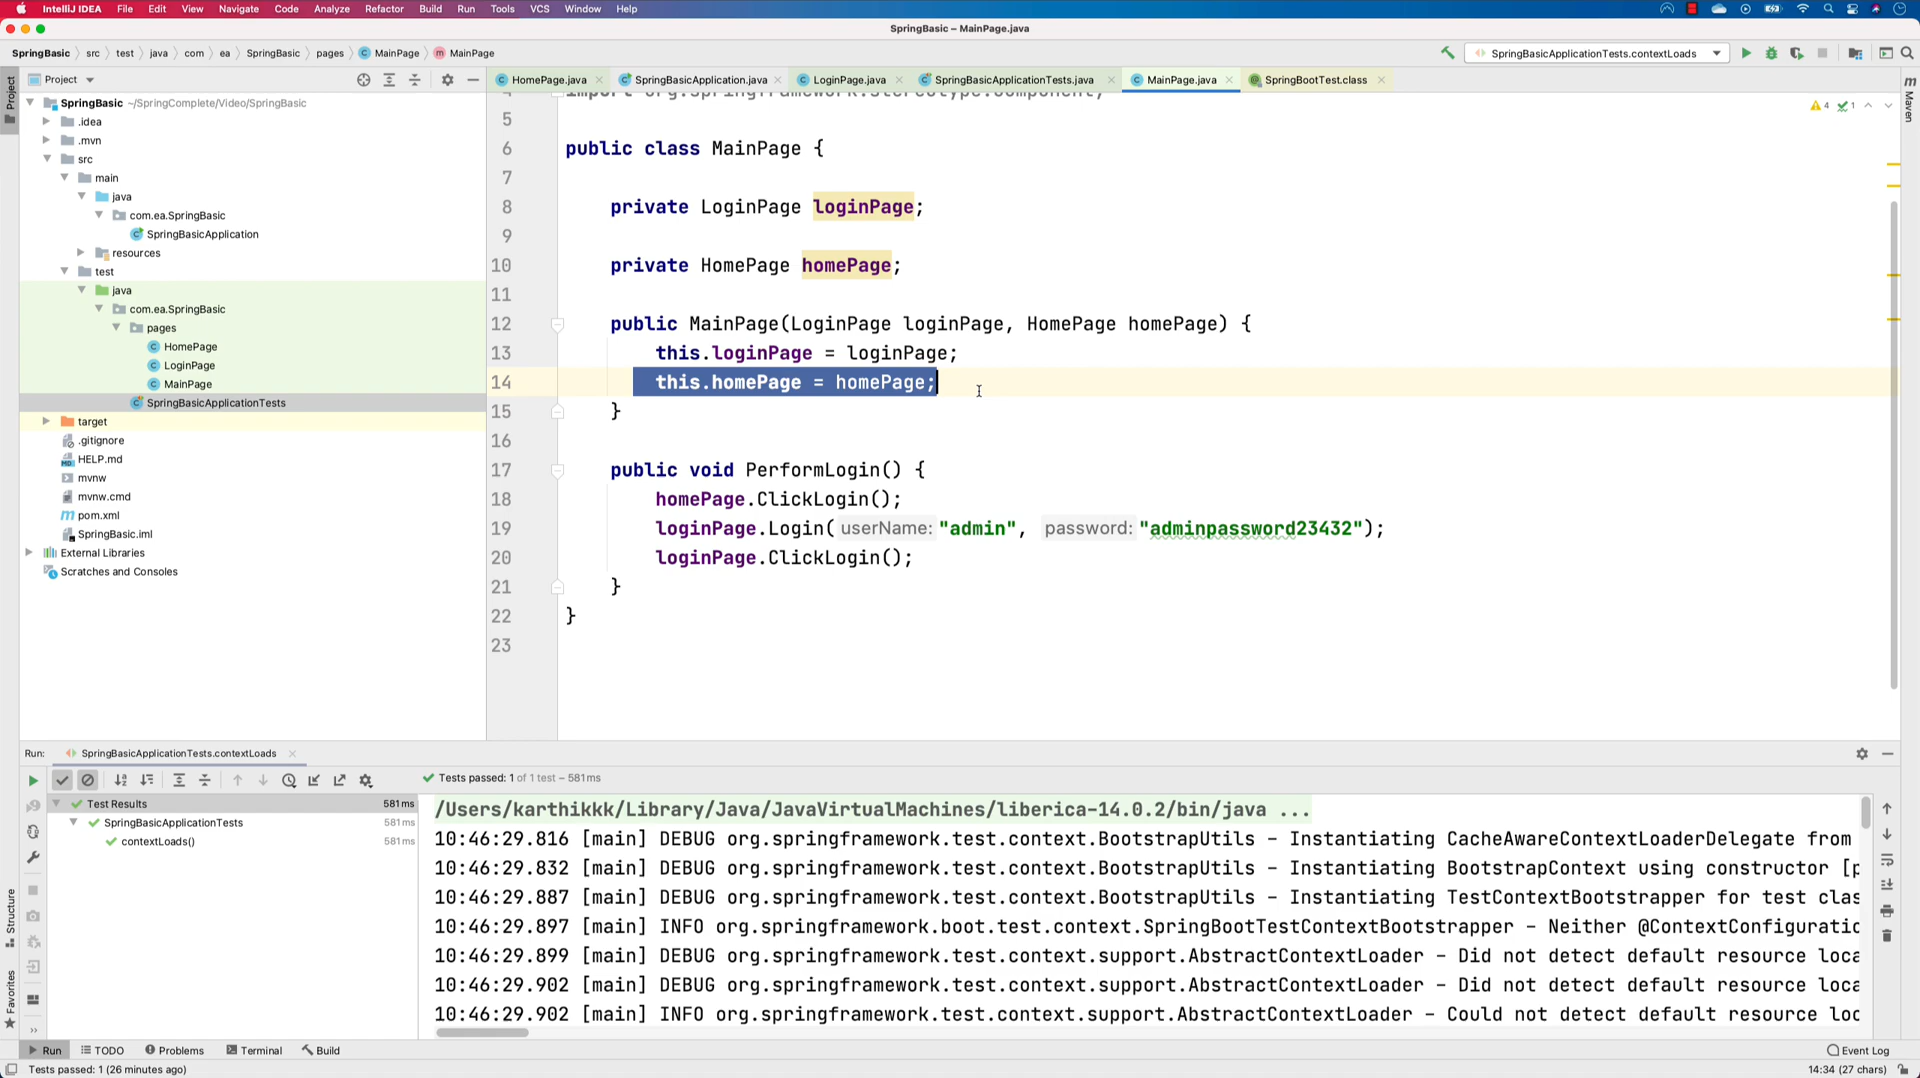 IntelliJ IDEA File Edit View Navigate Code Analyze Refactor Build Run Tools VCS Window Help
SpringBasic – MainPage.java
SpringBasic src test java com ea SpringBasic pages MainPage MainPage
SpringBasicApplicationTests.contextLoads
Project
HomePage.java SpringBasicApplication.java LoginPage.java SpringBasicApplicationTests.java MainPage.java SpringBootTest.class
Project
Maven
SpringBasic ~/SpringComplete/Video/SpringBasic
.idea
.mvn
src
main
java
com.ea.SpringBasic
SpringBasicApplication
resources
test
java
com.ea.SpringBasic
pages
HomePage
LoginPage
MainPage
SpringBasicApplicationTests
target
.gitignore
HELP.md
mvnw
mvnw.cmd
pom.xml
SpringBasic.iml
External Libraries
Scratches and Consoles
4 1
import org.springframework.stereotype.Component;
5
6 public class MainPage {
7
8 private LoginPage loginPage;
9
10 private HomePage homePage;
11
12 public MainPage(LoginPage loginPage, HomePage homePage) {
13 this.loginPage = loginPage;
14 this.homePage = homePage;
15 }
16
17 public void PerformLogin() {
18 homePage.ClickLogin();
19 loginPage.Login( userName: "admin", password: "adminpassword23432");
20 loginPage.ClickLogin();
21 }
22 }
23
Run: SpringBasicApplicationTests.contextLoads
Tests passed: 1 of 1 test – 581ms
Test Results 581 ms
SpringBasicApplicationTests 581 ms
contextLoads() 581 ms
/Users/karthikkk/Library/Java/JavaVirtualMachines/liberica-14.0.2/bin/java ...
10:46:29.816 [main] DEBUG org.springframework.test.context.BootstrapUtils - Instantiating CacheAwareContextLoaderDelegate from
10:46:29.832 [main] DEBUG org.springframework.test.context.BootstrapUtils - Instantiating BootstrapContext using constructor [p
10:46:29.887 [main] DEBUG org.springframework.test.context.BootstrapUtils - Instantiating TestContextBootstrapper for test clas
10:46:29.897 [main] INFO org.springframework.boot.test.context.SpringBootTestContextBootstrapper - Neither @ContextConfiguratio
10:46:29.899 [main] DEBUG org.springframework.test.context.support.AbstractContextLoader - Did not detect default resource loca
10:46:29.902 [main] DEBUG org.springframework.test.context.support.AbstractContextLoader - Did not detect default resource loca
10:46:29.902 [main] INFO org.springframework.test.context.support.AbstractContextLoader - Could not detect default resource loc
Structure
Favorites
Run TODO Problems Terminal Build Event Log
Tests passed: 1 (26 minutes ago) 14:34 (27 chars)